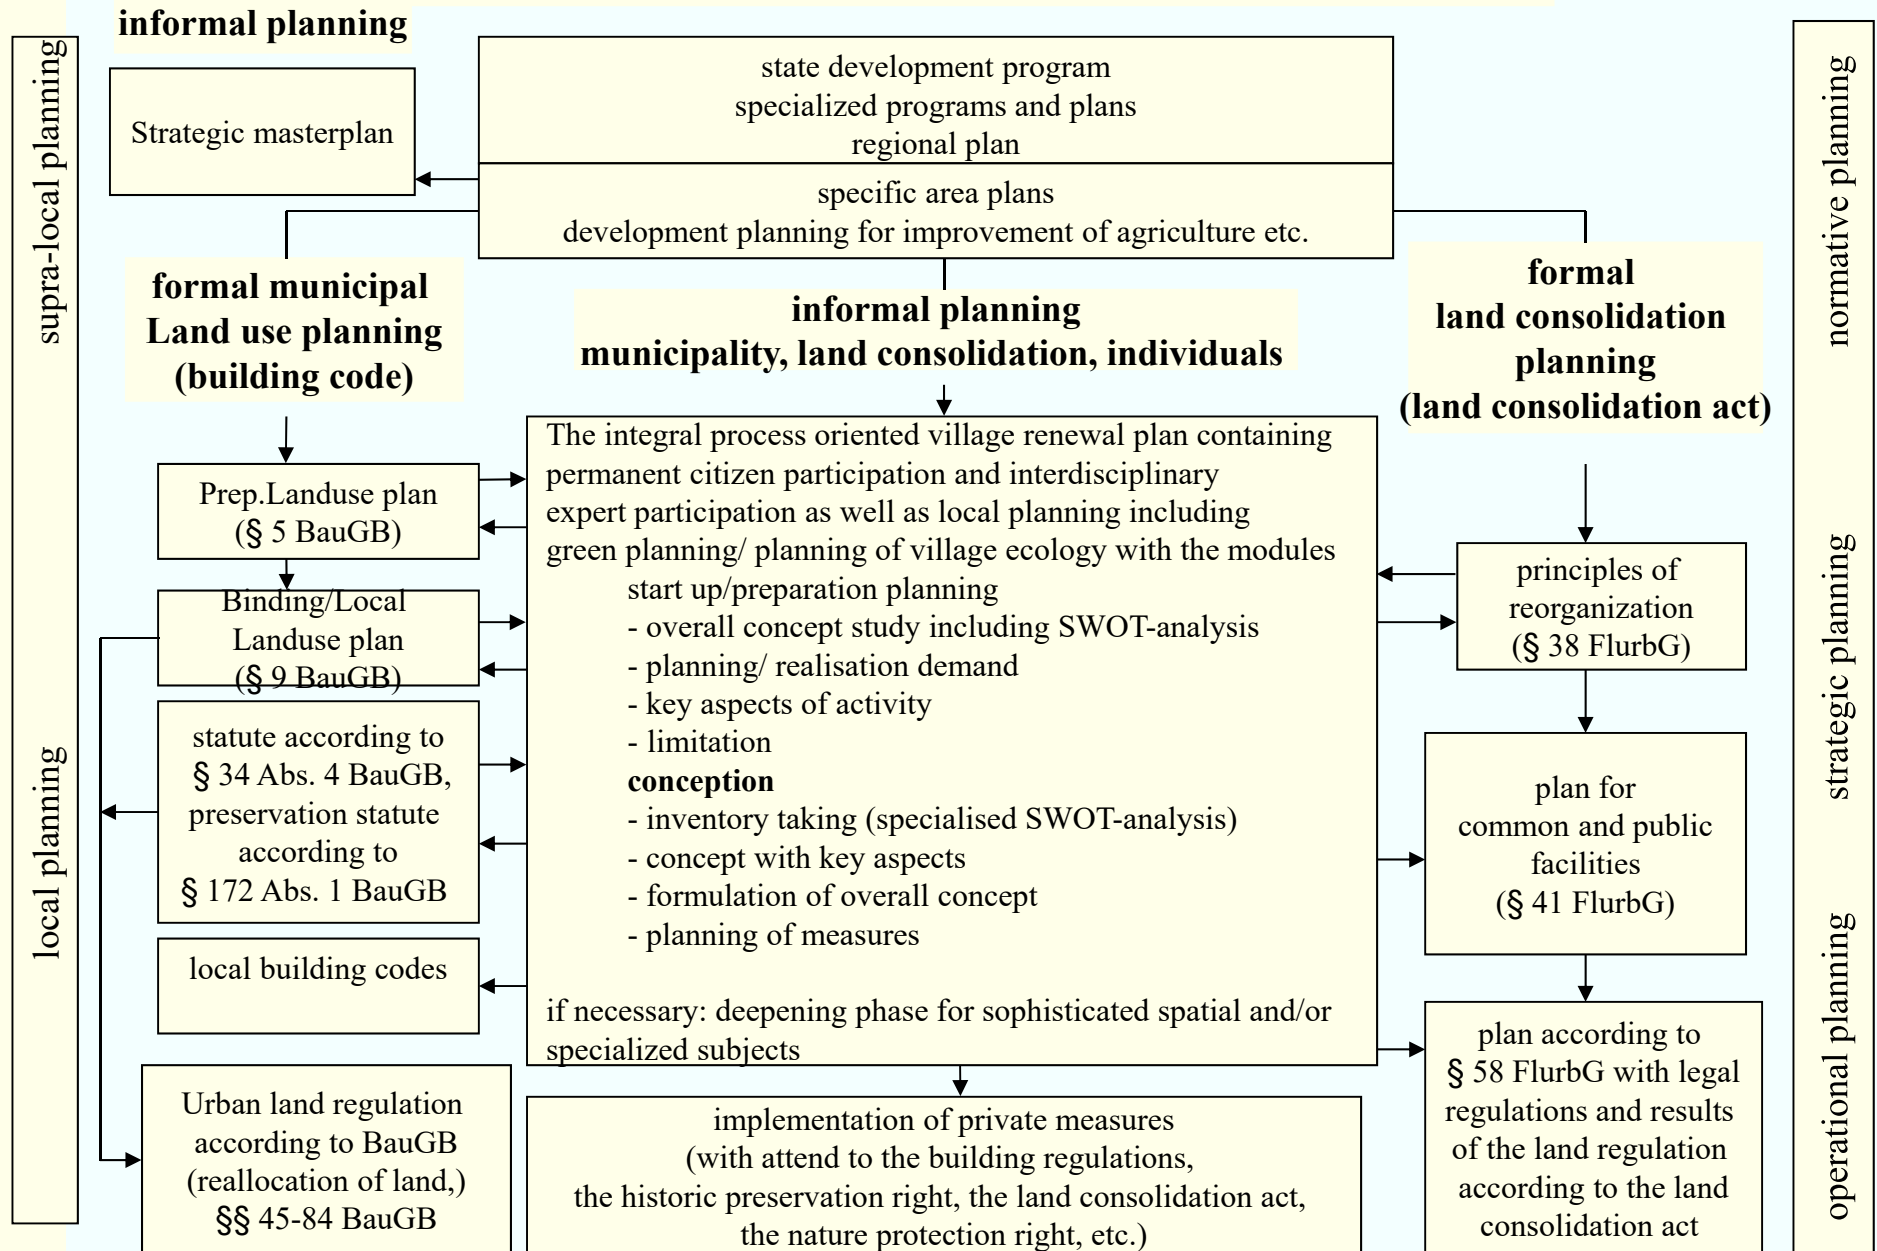 informal planning
supra-local planning
local planning
Strategic masterplan
state development program
specialized programs and plans
regional plan
specific area plans
development planning for improvement of agriculture etc.
normative planning
strategic planning
operational planning
formal municipal
Land use planning
(building code)
informal planning
municipality, land consolidation, individuals
formal
land consolidation
planning
(land consolidation act)
Prep.Landuse plan
(§ 5 BauGB)
Binding/Local
Landuse plan
(§ 9 BauGB)
statute according to
§ 34 Abs. 4 BauGB,
preservation statute
according to
§ 172 Abs. 1 BauGB
local building codes
Urban land regulation
according to BauGB
(reallocation of land,)
§§ 45-84 BauGB
The integral process oriented village renewal plan containing
permanent citizen participation and interdisciplinary
expert participation as well as local planning including
green planning/ planning of village ecology with the modules
start up/preparation planning
- overall concept study including SWOT-analysis
- planning/ realisation demand
- key aspects of activity
- limitation
conception
- inventory taking (specialised SWOT-analysis)
- concept with key aspects
- formulation of overall concept
- planning of measures
if necessary: deepening phase for sophisticated spatial and/or
specialized subjects
implementation of private measures
(with attend to the building regulations,
the historic preservation right, the land consolidation act,
the nature protection right, etc.)
principles of
reorganization
(§ 38 FlurbG)
plan for
common and public
facilities
(§ 41 FlurbG)
plan according to
§ 58 FlurbG with legal
regulations and results
of the land regulation
according to the land
consolidation act